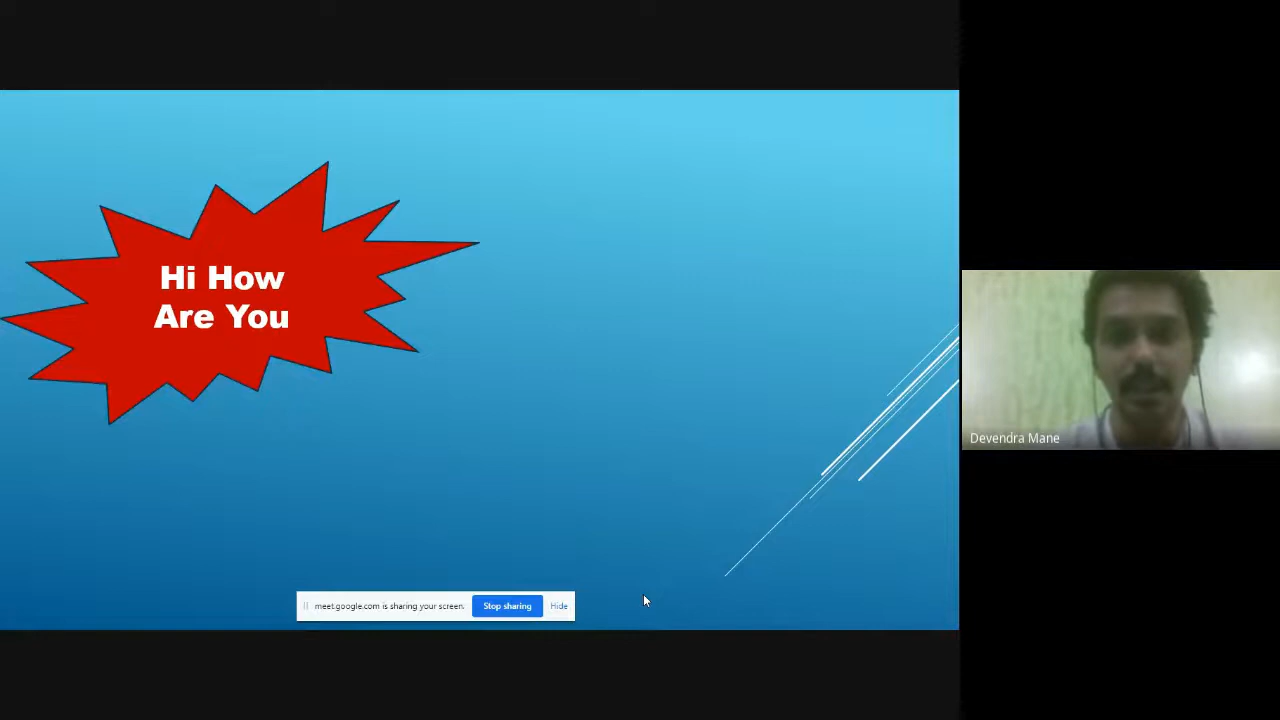 Hi How
Are You
Devendra Mane
meet.google.com is sharing your screen.
Stop sharing
Hide